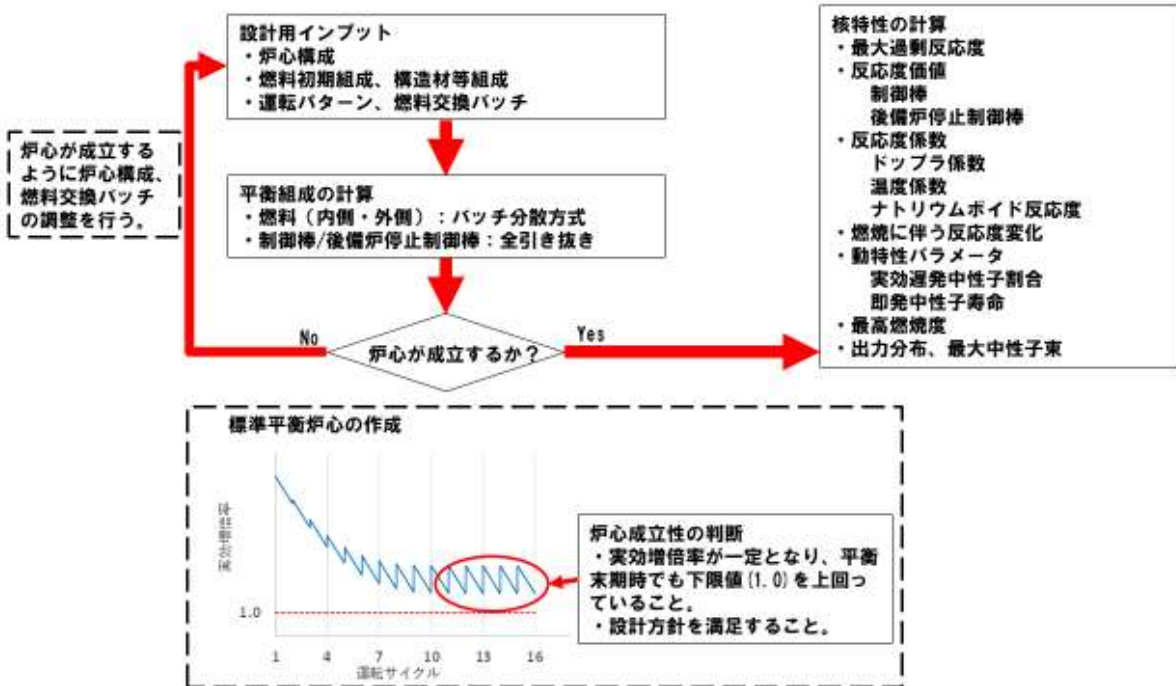 設計用インプット
・炉心構成
・燃料初期組成、構造材等組成
・運転パターン、燃料交換バッチ
炉心が成立する
ように炉心構成、
燃料交換バッチ
の調整を行う。
平衡組成の計算
・燃料（内側・外側）：バッチ分散方式
・制御棒/後備炉停止制御棒：全引き抜き
No
炉心が成立するか？
Yes
核特性の計算
・最大過剰反応度
・反応度価値
制御棒
後備炉停止制御棒
・反応度係数
ドップラ係数
温度係数
ナトリウムボイド反応度
・燃焼に伴う反応度変化
・動特性パラメータ
実効遅発中性子割合
即発中性子寿命
・最高燃焼度
・出力分布、最大中性子束
標準平衡炉心の作成
実効増倍率
1.0
1 4 7 10 13 16
運転サイクル
炉心成立性の判断
・実効増倍率が一定となり、平衡
末期時でも下限値(1.0)を上回っ
ていること。
・設計方針を満足すること。